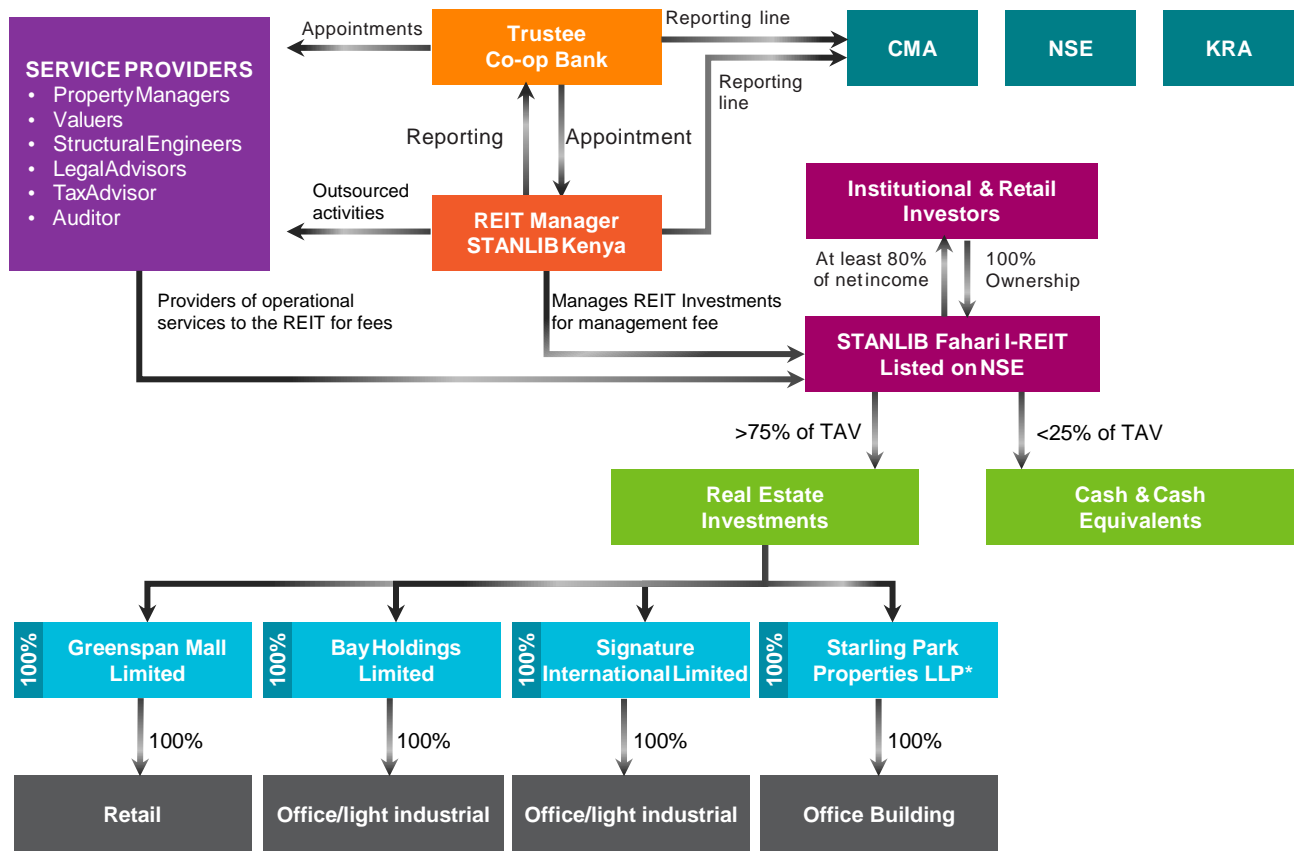 SERVICE PROVIDERS
• Property Managers
• Valuers
• Structural Engineers
• Legal Advisors
• Tax Advisor
• Auditor
Appointments
Trustee
Co-op Bank
Reporting line
Reporting
line
CMA
NSE
KRA
Reporting
Appointment
Outsourced
activities
REIT Manager
STANLIB Kenya
Institutional & Retail
Investors
At least 80%
of net income
100%
Ownership
Providers of operational
services to the REIT for fees
Manages REIT Investments
for management fee
STANLIB Fahari I-REIT
Listed on NSE
>75% of TAV
<25% of TAV
Real Estate
Investments
Cash & Cash
Equivalents
100%
Greenspan Mall
Limited
100%
Bay Holdings
Limited
100%
Signature
International Limited
100%
Starling Park
Properties LLP*
100%
100%
100%
100%
Retail
Office/light industrial
Office/light industrial
Office Building